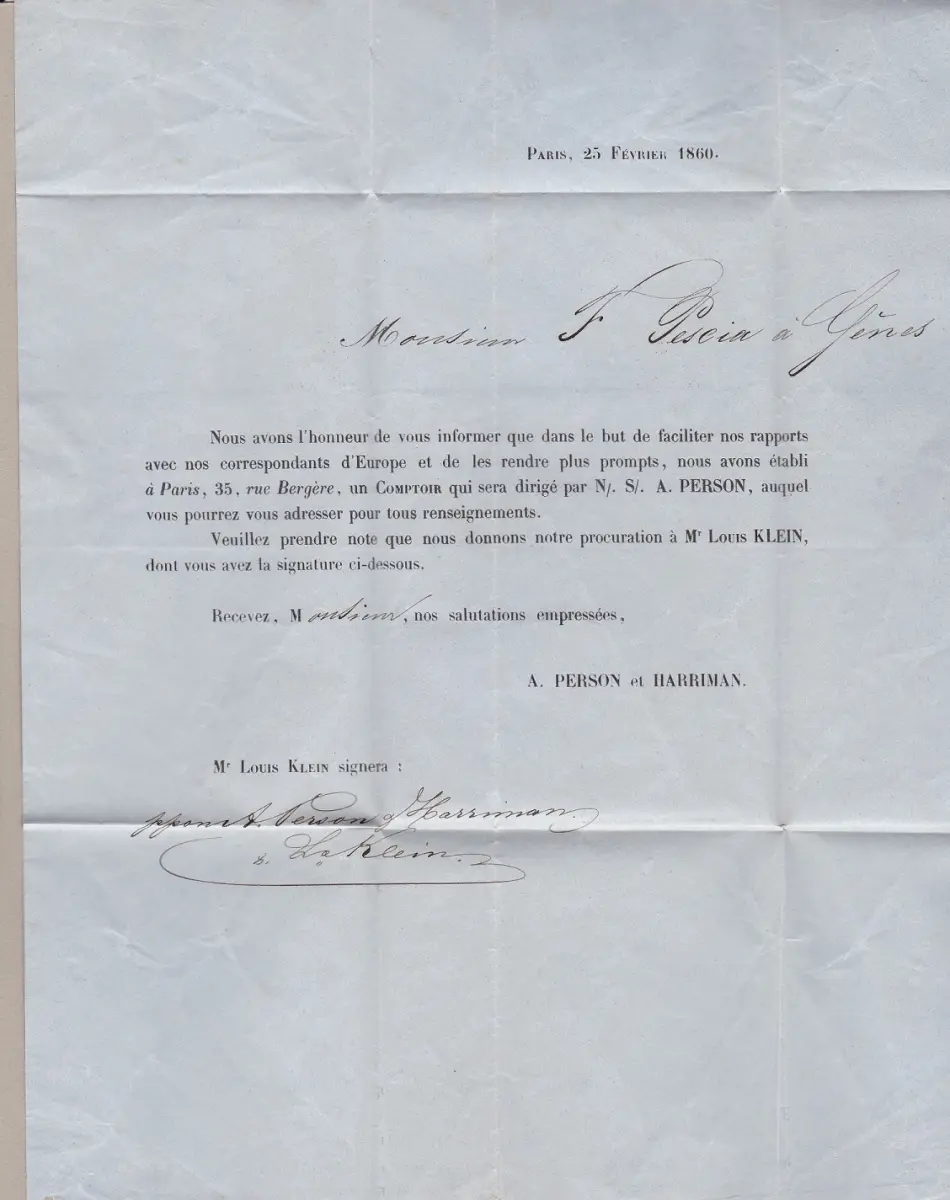 Paris, 25 Février 1860.
Monsieur F Pescia à Gênes
Nous avons l'honneur de vous informer que dans le but de faciliter nos rapports
avec nos correspondants d'Europe et de les rendre plus prompts, nous avons établi
à Paris, 35, rue Bergère, un Comptoir qui sera dirigé par N/. S/. A. PERSON, auquel
vous pourrez vous adresser pour tous renseignements.
Veuillez prendre note que nous donnons notre procuration à Mr Louis KLEIN,
dont vous avez la signature ci-dessous.
Recevez, Monsieur, nos salutations empressées,
A. PERSON et HARRIMAN.
Mr Louis Klein signera :
A. Person & Harriman.
Ls Klein.